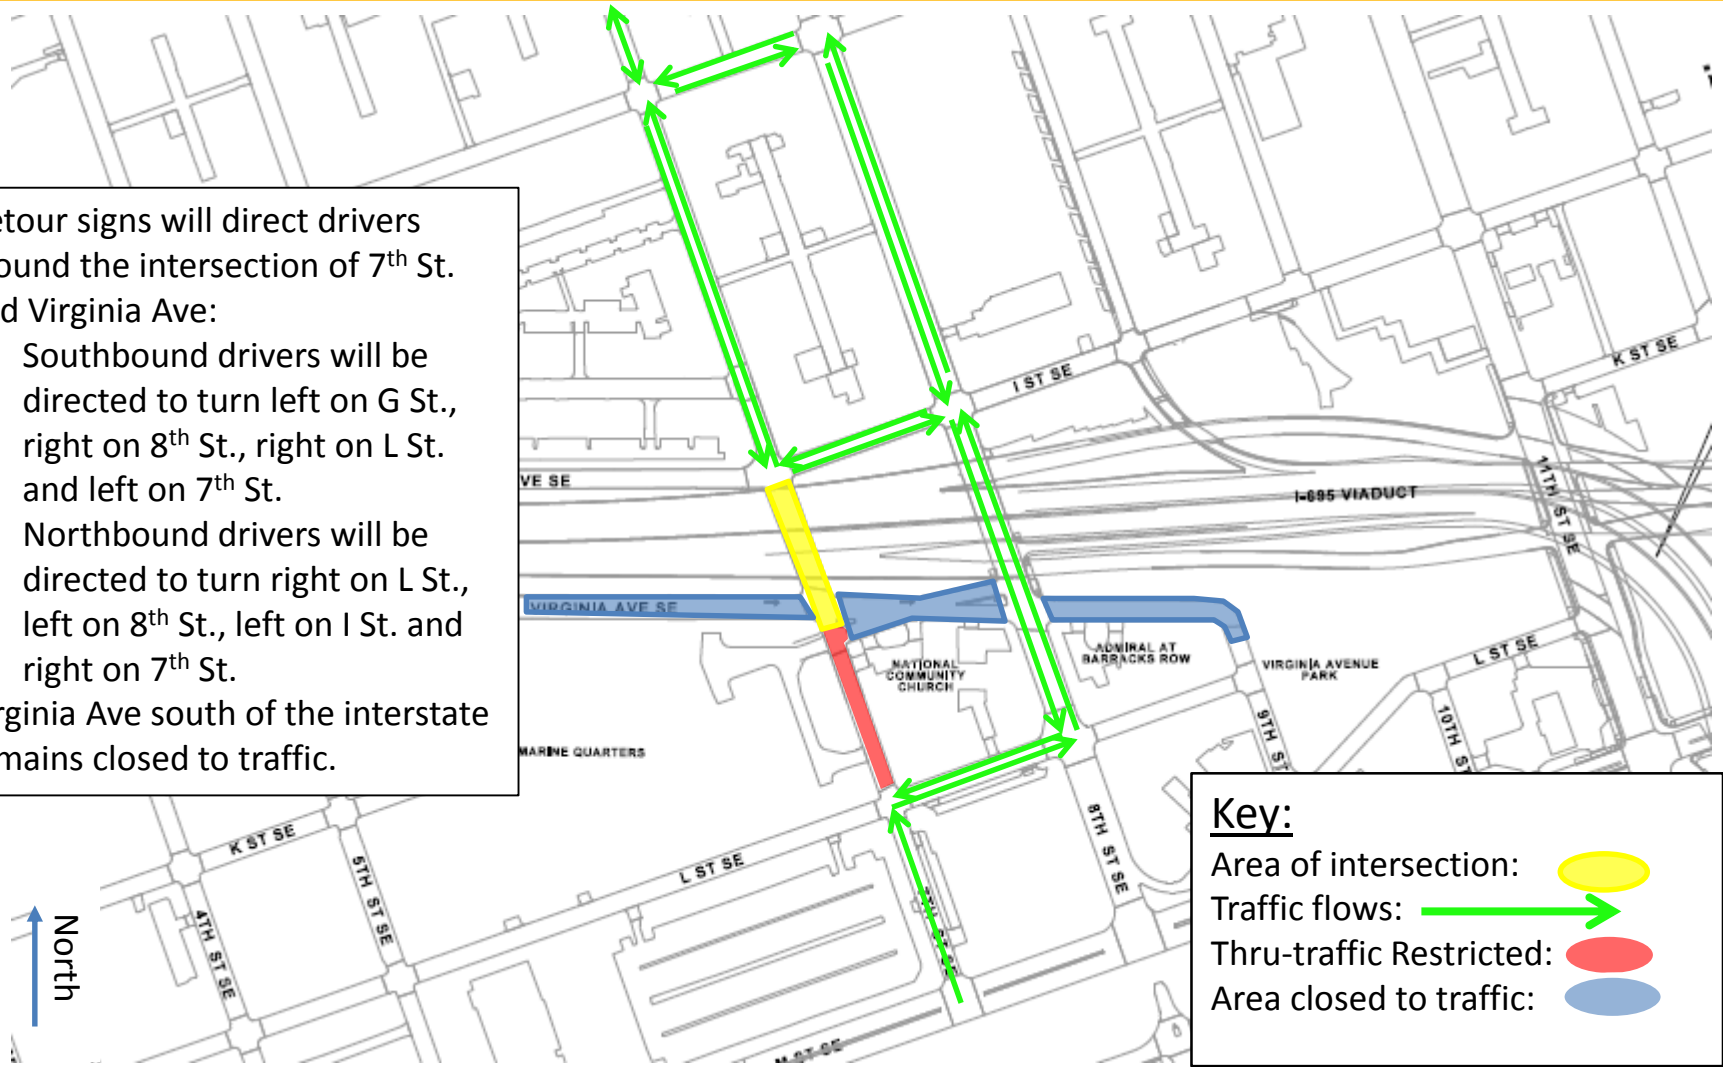 etour signs will direct drivers
ound the intersection of 7th St.
d Virginia Ave:
Southbound drivers will be
directed to turn left on G St.,
right on 8th St., right on L St.
and left on 7th St.
Northbound drivers will be
directed to turn right on L St.,
left on 8th St., left on I St. and
right on 7th St.
rginia Ave south of the interstate
mains closed to traffic.
I ST SE
K ST SE
VE SE
I-695 VIADUCT
11TH ST SE
VIRGINIA AVE SE
NATIONAL
COMMUNITY
CHURCH
ADMIRAL AT
BARRACKS ROW
VIRGINIA AVENUE
PARK
L ST SE
MARINE QUARTERS
9TH ST
10TH ST
K ST SE
5TH ST SE
4TH ST SE
L ST SE
7TH ST SE
8TH ST SE
M ST SE
North
Key:
Area of intersection:
Traffic flows:
Thru-traffic Restricted:
Area closed to traffic: